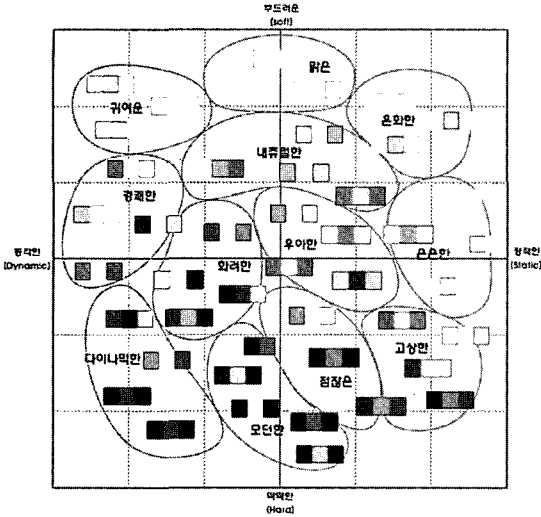 부드러운
(Soft)
맑은
귀여운
온화한
내츄럴한
경쾌한
우아한
은은한
동적인
(Dynamic)
정적인
(Static)
화려한
다이나믹한
고상한
점잖은
모던한
딱딱한
(Hard)